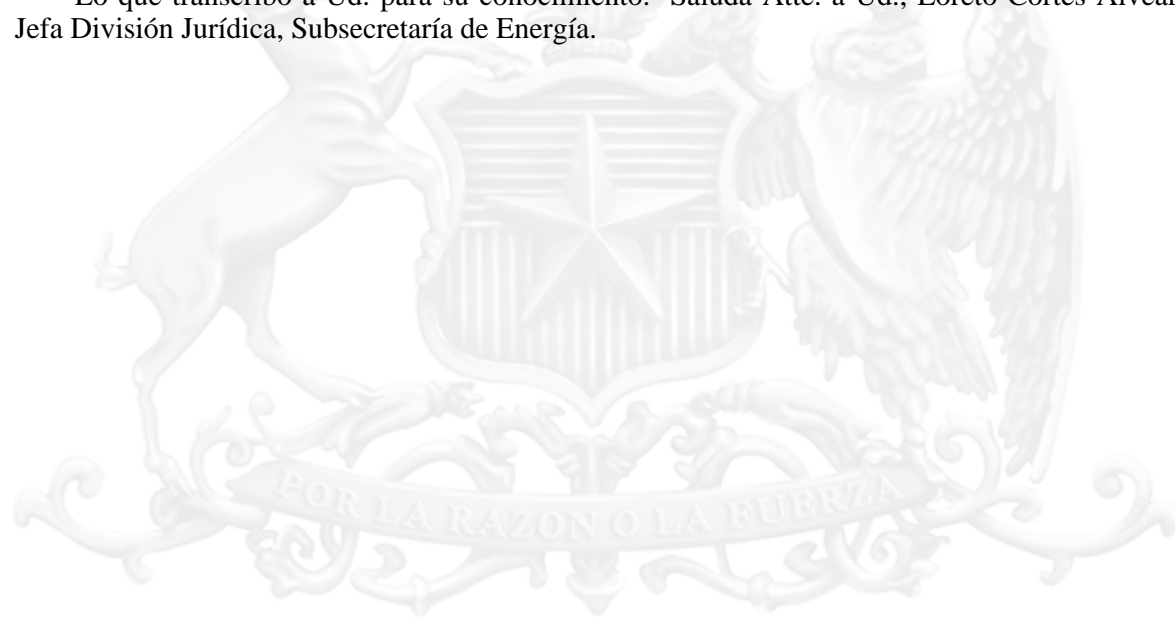 Lo que transcribo a Ud. para su conocimiento.- Saluda Atte. a Ud., Loreto Cortés Alvear,
Jefa División Jurídica, Subsecretaría de Energía.
POR LA RAZON O LA FUERZA